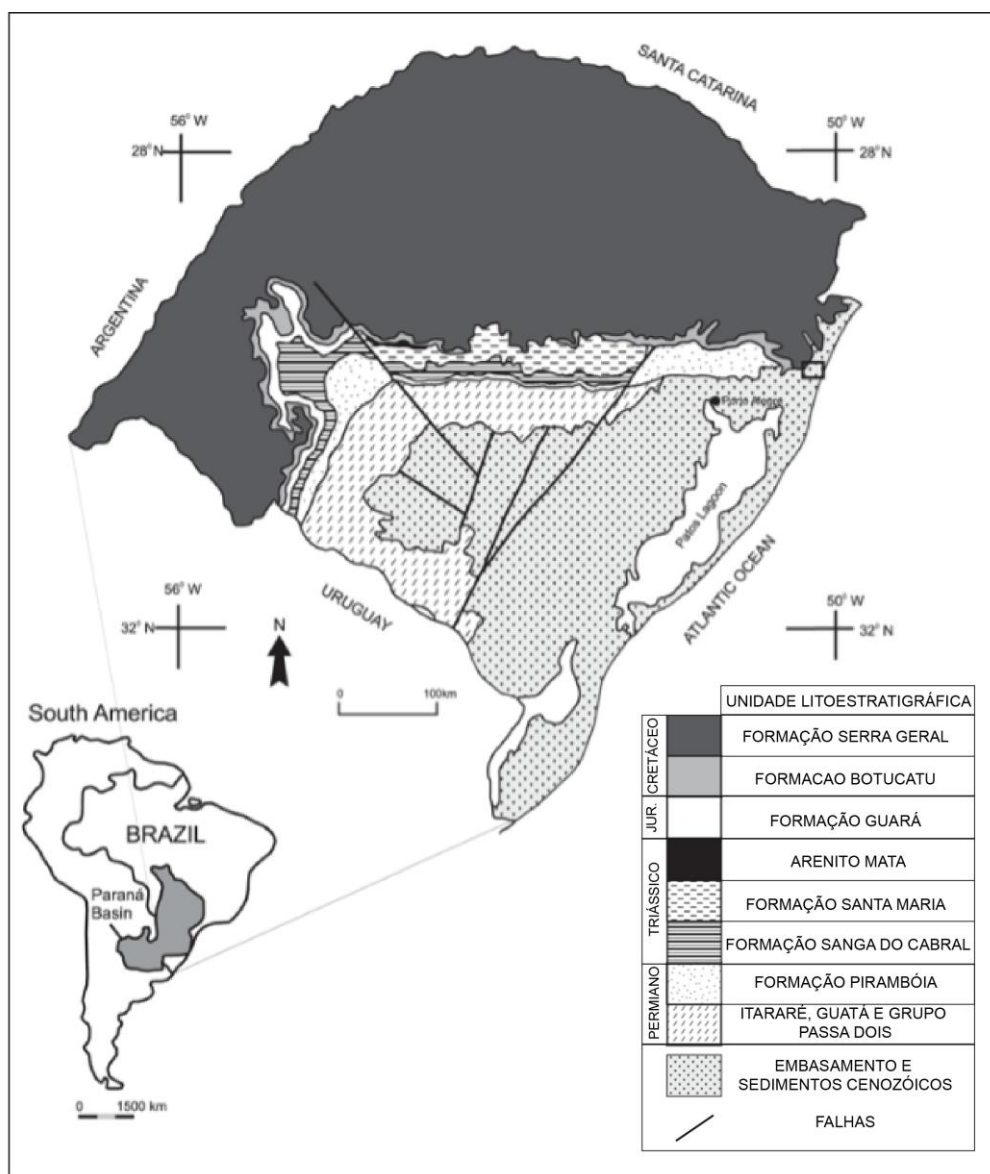 SANTA CATARINA
56° W
28° N
50° W
28° N
ARGENTINA
Porto Alegre
Patos Lagoon
ATLANTIC OCEAN
URUGUAY
56° W
32° N
50° W
32° N
N
0 100km
South America
BRAZIL
Paraná
Basin
0 1500 km
UNIDADE LITOESTRATIGRÁFICA
CRETÁCEO
FORMAÇÃO SERRA GERAL
FORMACAO BOTUCATU
JUR.
FORMAÇÃO GUARÁ
TRIÁSSICO
ARENITO MATA
FORMAÇÃO SANTA MARIA
FORMAÇÃO SANGA DO CABRAL
PERMIANO
FORMAÇÃO PIRAMBÓIA
ITARARÉ, GUATÁ E GRUPO
PASSA DOIS
EMBASAMENTO E
SEDIMENTOS CENOZÓICOS
FALHAS